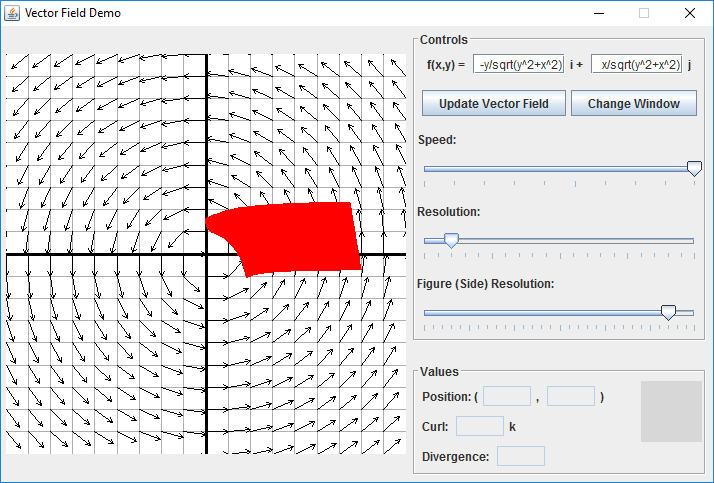 Vector Field Demo
Controls
f(x,y) = -y/sqrt(y^2+x^2) i + x/sqrt(y^2+x^2) j
Update Vector Field Change Window
Speed:
Resolution:
Figure (Side) Resolution:
Values
Position: ( , )
Curl: k
Divergence: